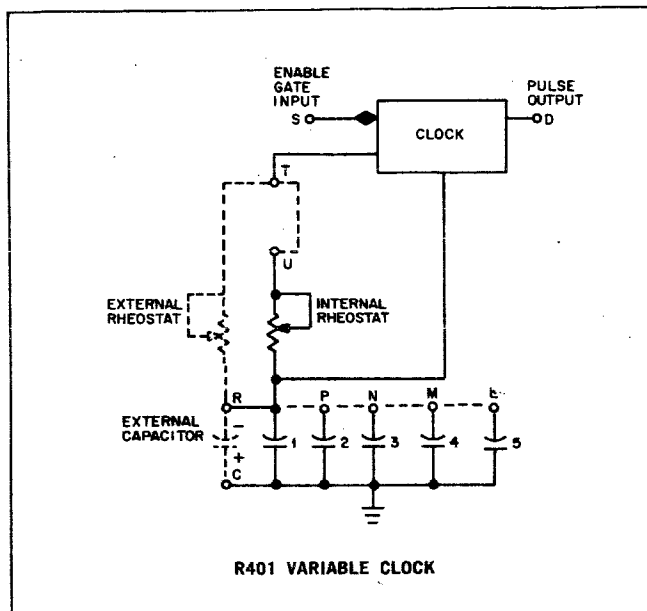 ENABLE
GATE
INPUT
S
PULSE
OUTPUT
D
CLOCK
T
U
EXTERNAL
RHEOSTAT
INTERNAL
RHEOSTAT
R
P
N
M
L
EXTERNAL
CAPACITOR
-
+
C
1
2
3
4
5
R401 VARIABLE CLOCK